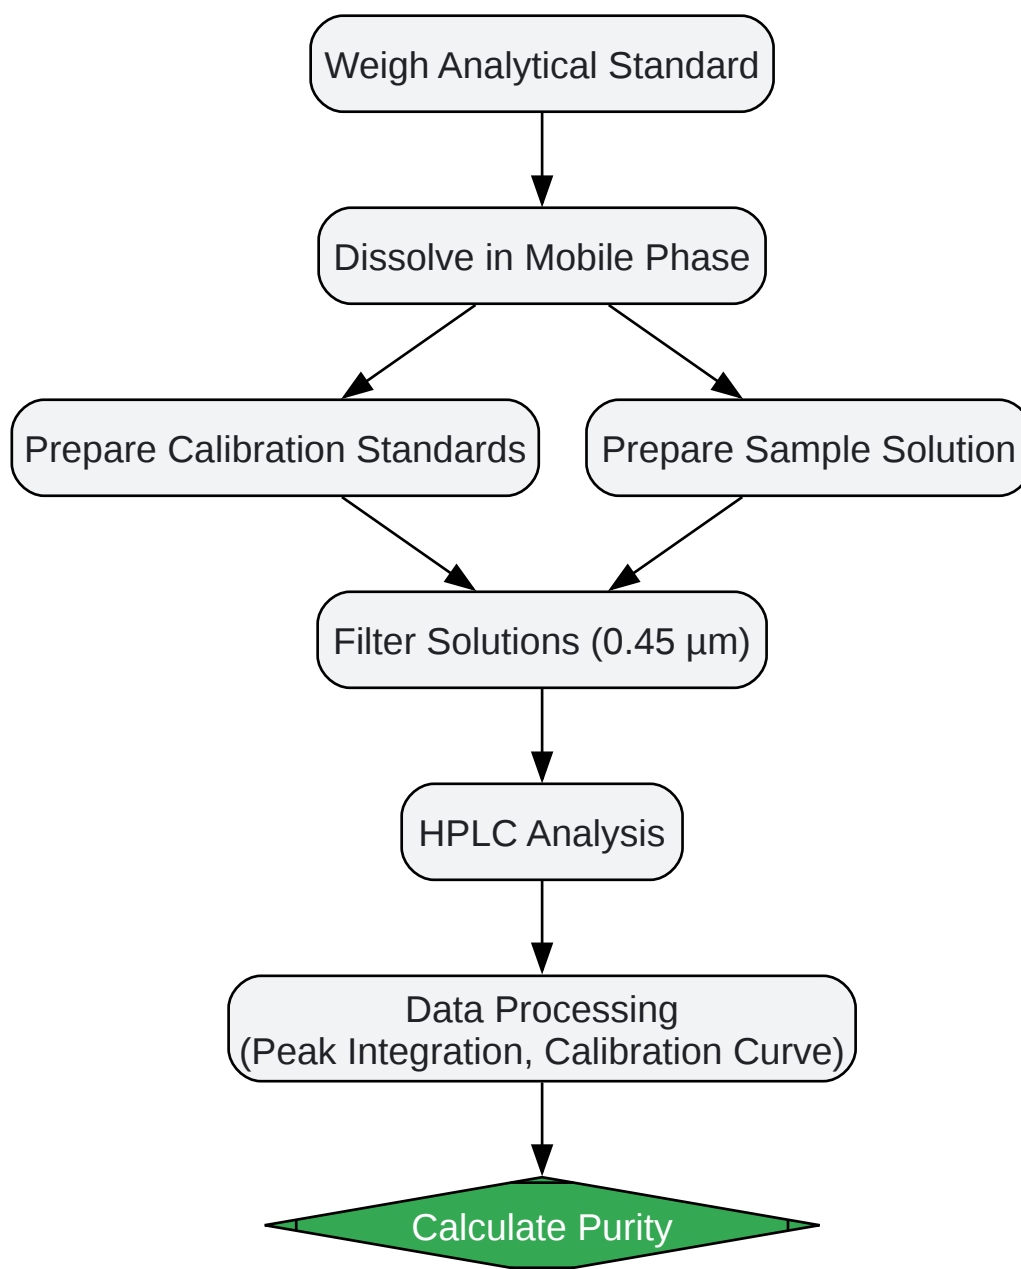 Weigh Analytical Standard
Dissolve in Mobile Phase
Prepare Calibration Standards
Prepare Sample Solution
Filter Solutions (0.45 µm)
HPLC Analysis
Data Processing
(Peak Integration, Calibration Curve)
Calculate Purity